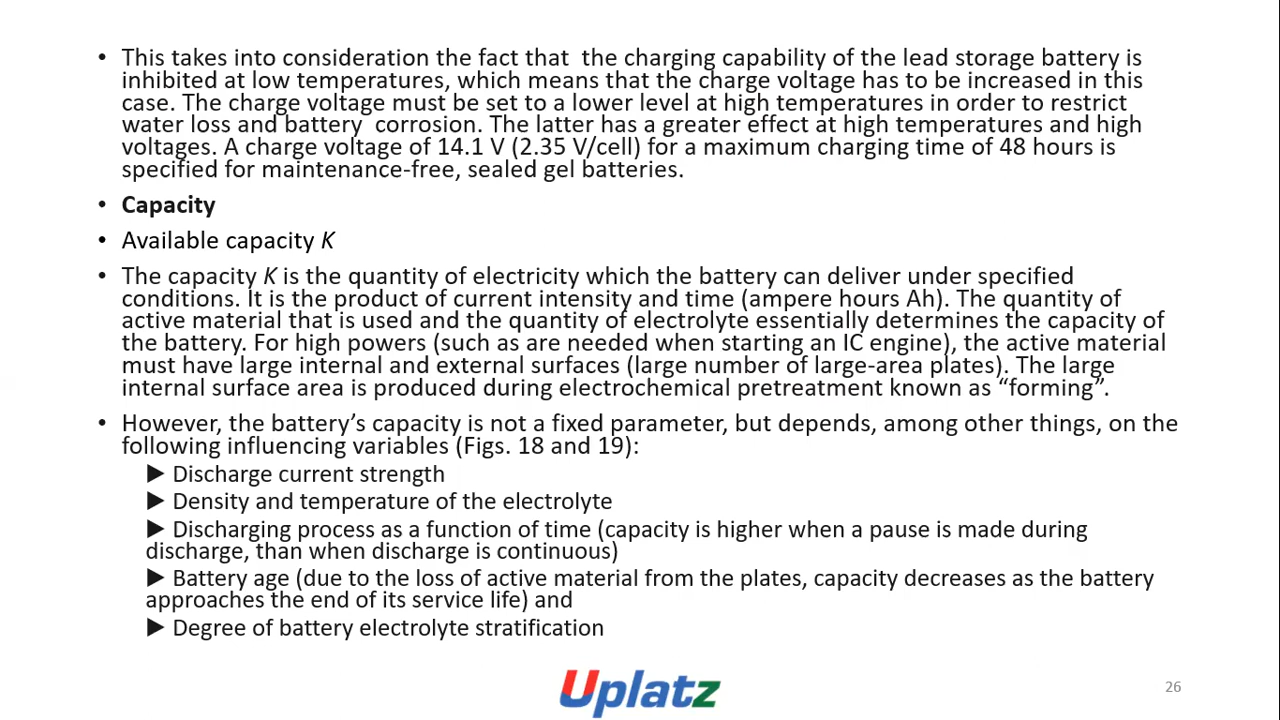 • This takes into consideration the fact that  the charging capability of the lead storage battery is
inhibited at low temperatures, which means that the charge voltage has to be increased in this
case. The charge voltage must be set to a lower level at high temperatures in order to restrict
water loss and battery  corrosion. The latter has a greater effect at high temperatures and high
voltages. A charge voltage of 14.1 V (2.35 V/cell) for a maximum charging time of 48 hours is
specified for maintenance-free, sealed gel batteries.
• Capacity
• Available capacity K
• The capacity K is the quantity of electricity which the battery can deliver under specified
conditions. It is the product of current intensity and time (ampere hours Ah). The quantity of
active material that is used and the quantity of electrolyte essentially determines the capacity of
the battery. For high powers (such as are needed when starting an IC engine), the active material
must have large internal and external surfaces (large number of large-area plates). The large
internal surface area is produced during electrochemical pretreatment known as “forming”.
• However, the battery’s capacity is not a fixed parameter, but depends, among other things, on the
following influencing variables (Figs. 18 and 19):
▶ Discharge current strength
▶ Density and temperature of the electrolyte
▶ Discharging process as a function of time (capacity is higher when a pause is made during
discharge, than when discharge is continuous)
▶ Battery age (due to the loss of active material from the plates, capacity decreases as the battery
approaches the end of its service life) and
▶ Degree of battery electrolyte stratification
Uplatz
26